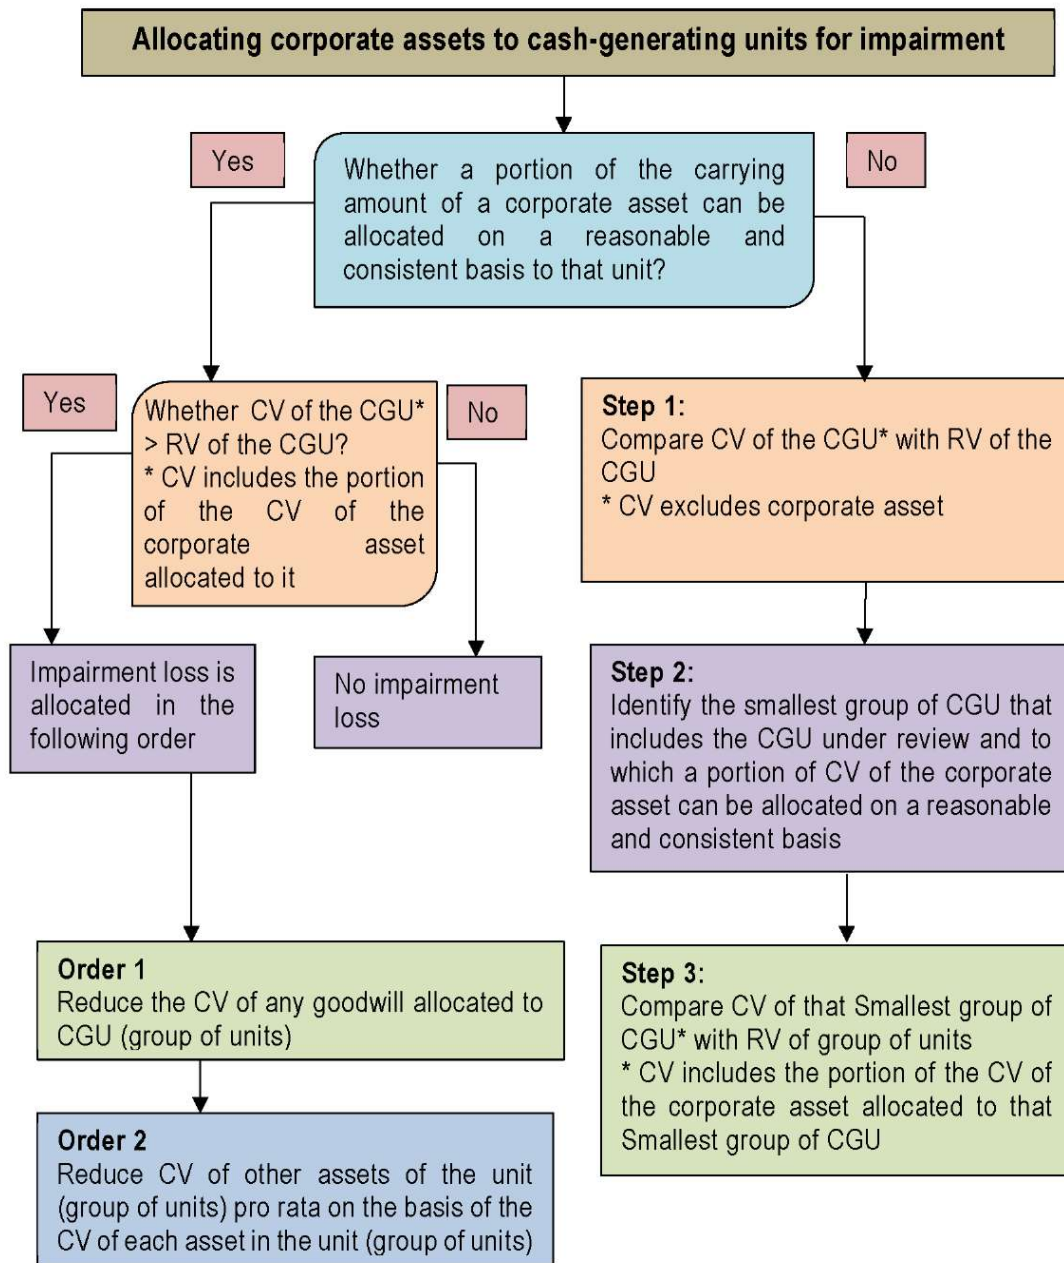 Allocating corporate assets to cash-generating units for impairment
Yes
Whether a portion of the carrying
amount of a corporate asset can be
allocated on a reasonable and
consistent basis to that unit?
No
Yes
Whether CV of the CGU*
> RV of the CGU?
* CV includes the portion
of the CV of the
corporate asset
allocated to it
No
Step 1:
Compare CV of the CGU* with RV of the
CGU
* CV excludes corporate asset
Impairment loss is
allocated in the
following order
No impairment
loss
Step 2:
Identify the smallest group of CGU that
includes the CGU under review and to
which a portion of CV of the corporate
asset can be allocated on a reasonable
and consistent basis
Order 1
Reduce the CV of any goodwill allocated to
CGU (group of units)
Step 3:
Compare CV of that Smallest group of
CGU* with RV of group of units
* CV includes the portion of the CV of
the corporate asset allocated to that
Smallest group of CGU
Order 2
Reduce CV of other assets of the unit
(group of units) pro rata on the basis of the
CV of each asset in the unit (group of units)